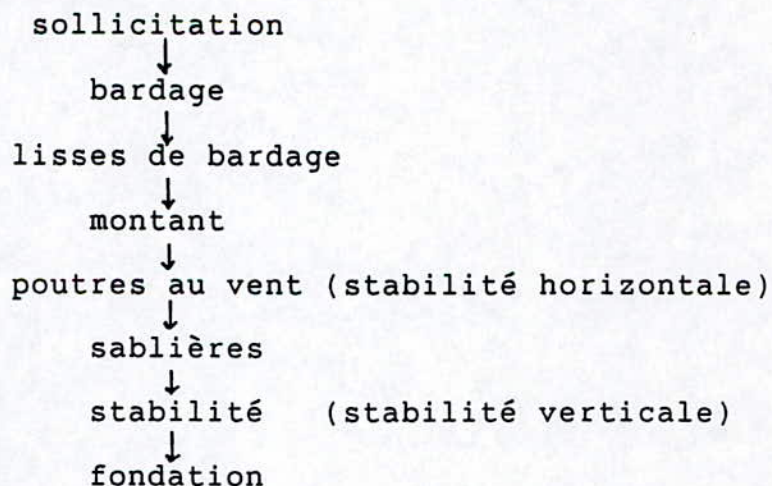 sollicitation
bardage
lisses de bardage
montant
poutres au vent (stabilité horizontale)
sablières
stabilité (stabilité verticale)
fondation